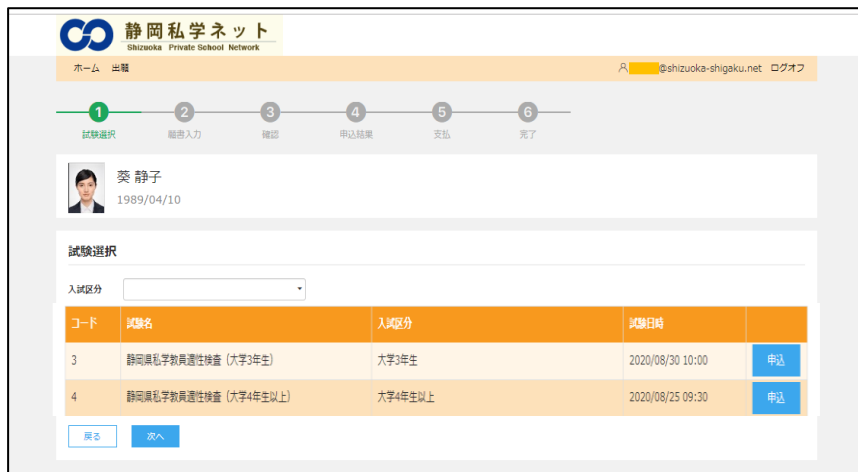 静岡私学ネット
Shizuoka Private School Network
ホーム 出願 @shizuoka-shigaku.net ログオフ
1 2 3 4 5 6
試験選択 願書入力 確認 申込結果 支払 完了
葵 静子
1989/04/10
試験選択
入試区分
コード 試験名 入試区分 試験日時
3 静岡県私学教員適性検査（大学3年生） 大学3年生 2020/08/30 10:00 申込
4 静岡県私学教員適性検査（大学4年生以上） 大学4年生以上 2020/08/25 09:30 申込
戻る 次へ